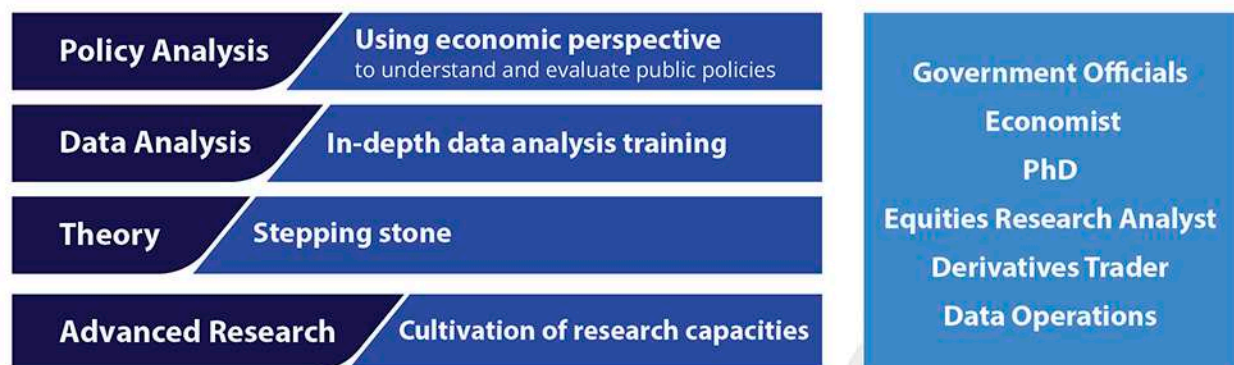 Policy Analysis
Using economic perspective
to understand and evaluate public policies
Data Analysis
In-depth data analysis training
Theory
Stepping stone
Advanced Research
Cultivation of research capacities
Government Officials
Economist
PhD
Equities Research Analyst
Derivatives Trader
Data Operations